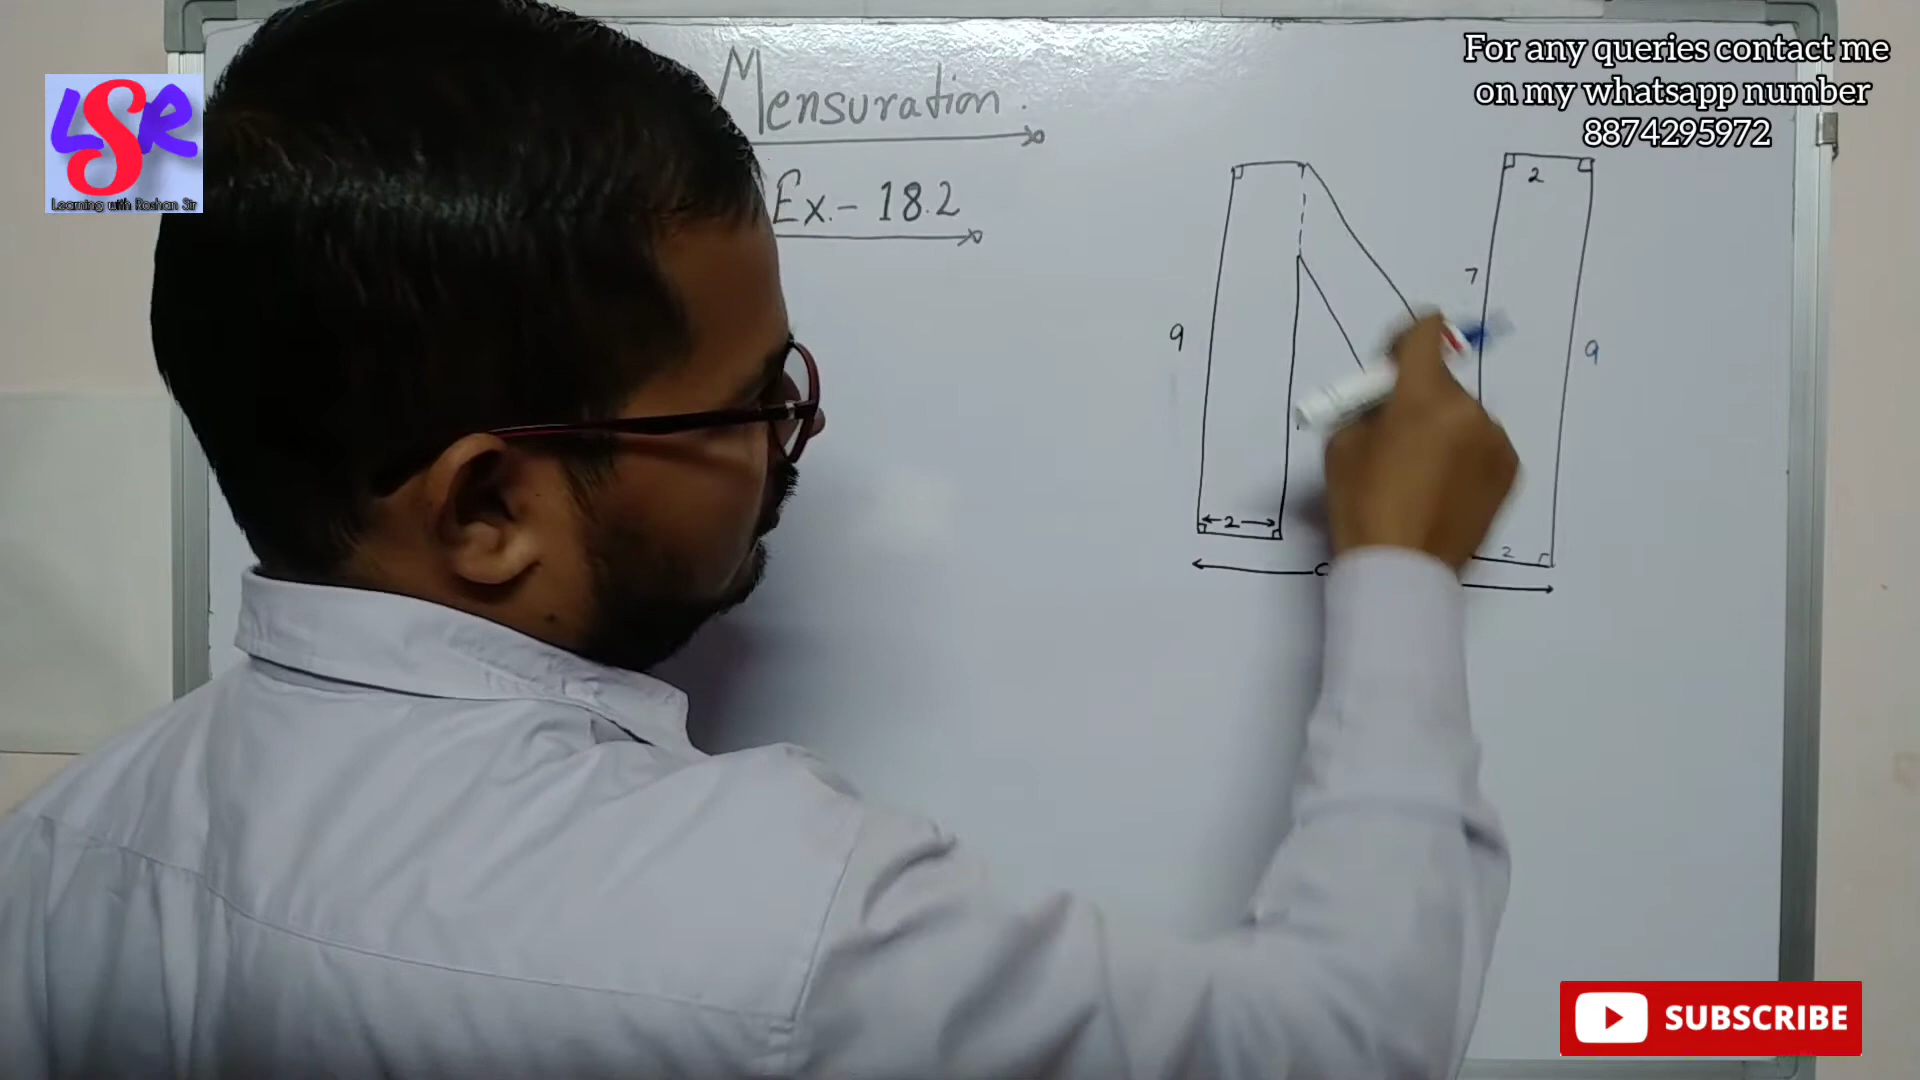 LSR
Learning with Roshan Sir
For any queries contact me
on my whatsapp number
8874295972
Mensuration.
Ex.- 18.2
2
7
9
9
2
2
SUBSCRIBE